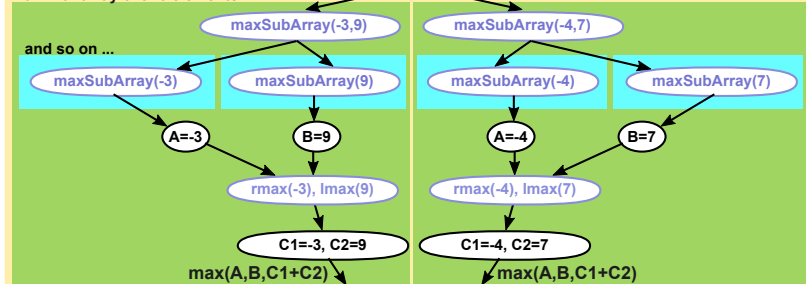 maxSubArray(-3,9)
maxSubArray(-4,7)
and so on ...
maxSubArray(-3)
maxSubArray(9)
maxSubArray(-4)
maxSubArray(7)
A=-3
B=9
A=-4
B=7
rmax(-3), lmax(9)
rmax(-4), lmax(7)
C1=-3, C2=9
C1=-4, C2=7
max(A,B,C1+C2)
max(A,B,C1+C2)